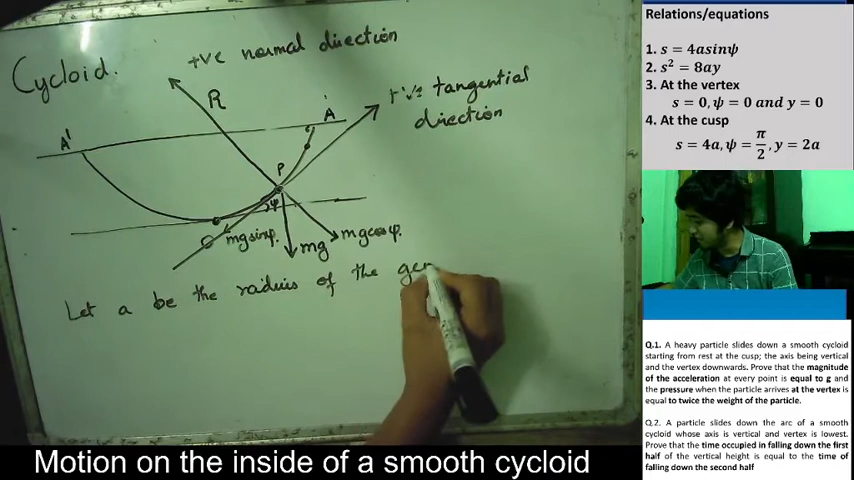 Cycloid.
+ve normal direction
R
+ve tangential
direction
A'
A
P
ψ
O
mgsinψ.
mg
mgcosψ.
Let a be the radius of the gen
Relations/equations
1. s = 4asinψ
2. s² = 8ay
3. At the vertex
s = 0, ψ = 0 and y = 0
4. At the cusp
s = 4a, ψ = π/2, y = 2a
Q.1. A heavy particle slides down a smooth cycloid
starting from rest at the cusp; the axis being vertical
and the vertex downwards. Prove that the magnitude
of the acceleration at every point is equal to g and
the pressure when the particle arrives at the vertex is
equal to twice the weight of the particle.
Q.2. A particle slides down the arc of a smooth
cycloid whose axis is vertical and vertex is lowest.
Prove that the time occupied in falling down the first
half of the vertical height is equal to the time of
falling down the second half
Motion on the inside of a smooth cycloid